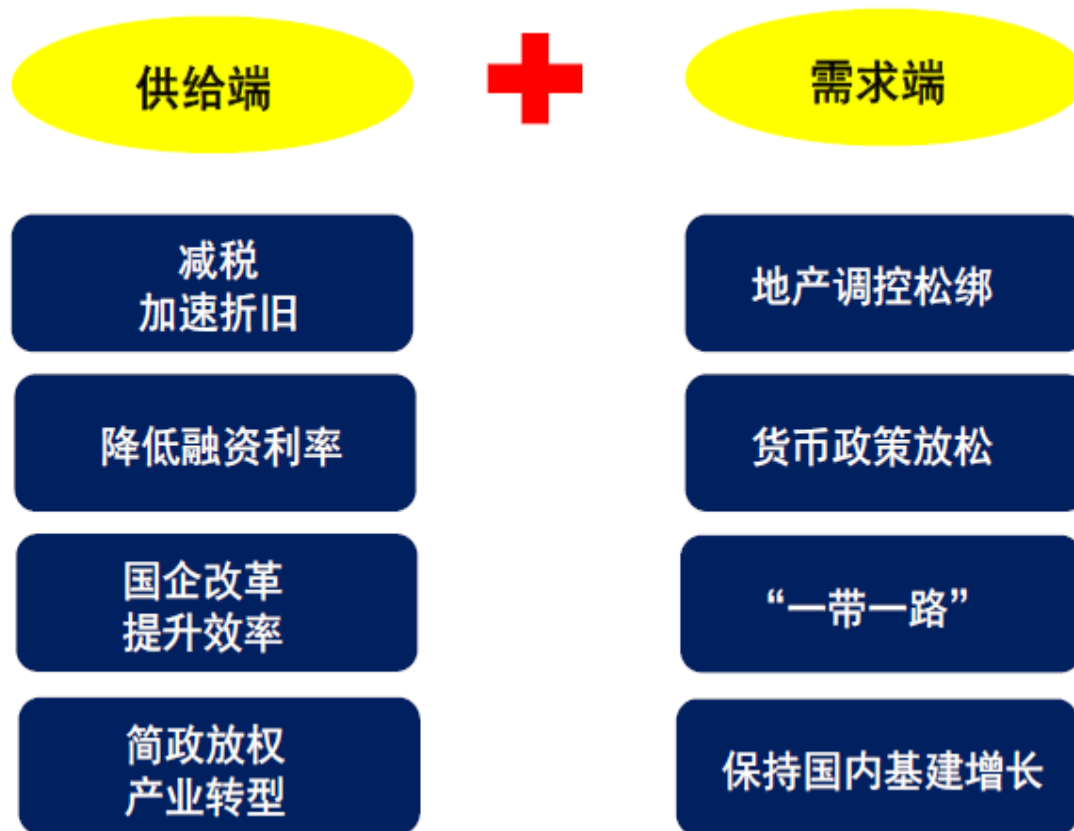 供给端
需求端
减税
加速折旧
地产调控松绑
降低融资利率
货币政策放松
国企改革
提升效率
“一带一路”
简政放权
产业转型
保持国内基建增长